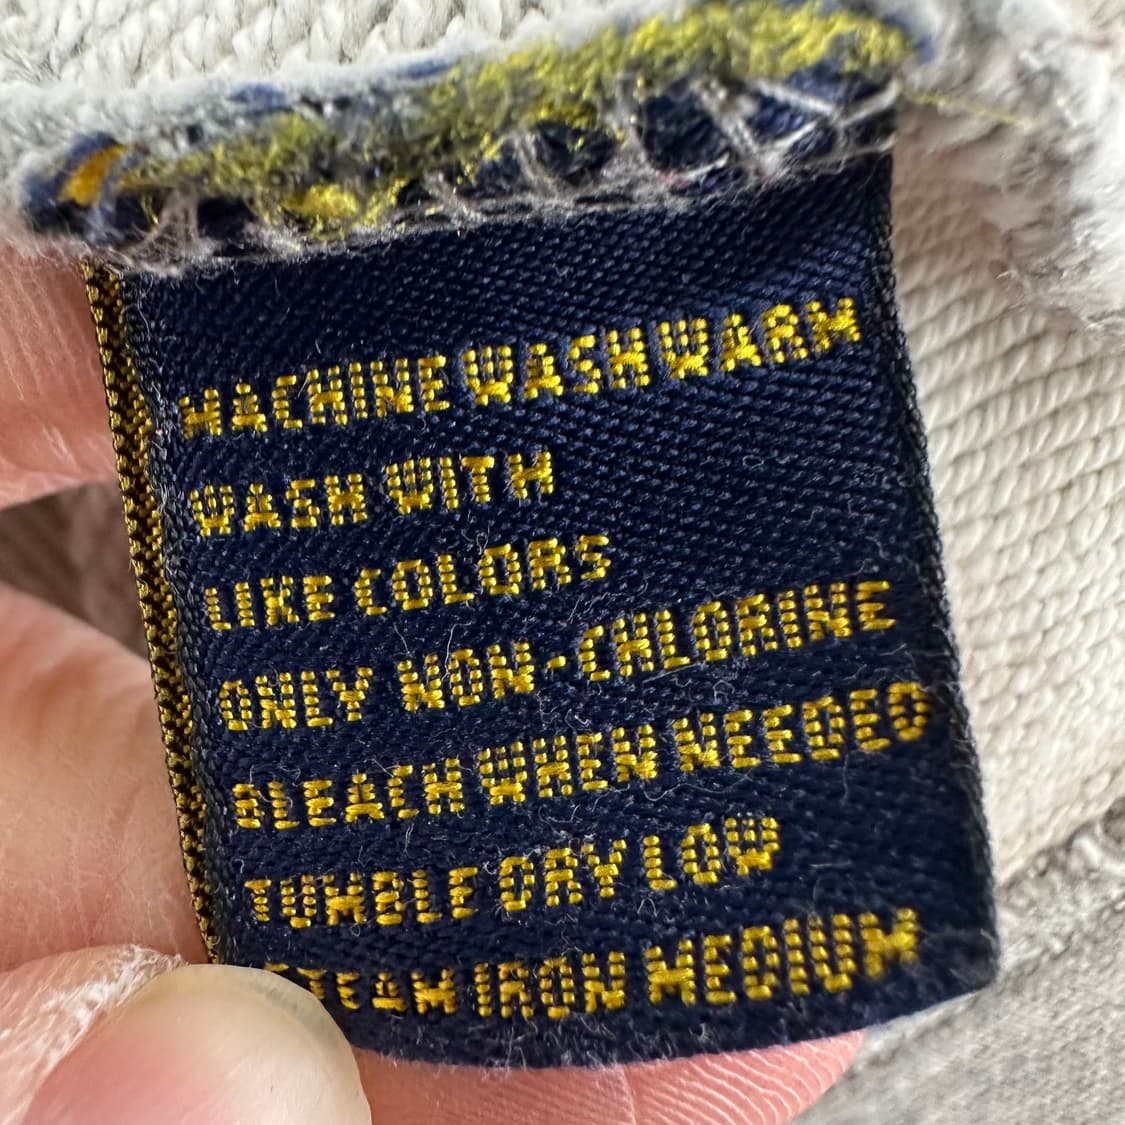 MACHINE WASH WARM
WASH WITH
LIKE COLORS
ONLY NON-CHLORINE
BLEACH WHEN NEEDED
TUMBLE DRY LOW
STEAM IRON MEDIUM